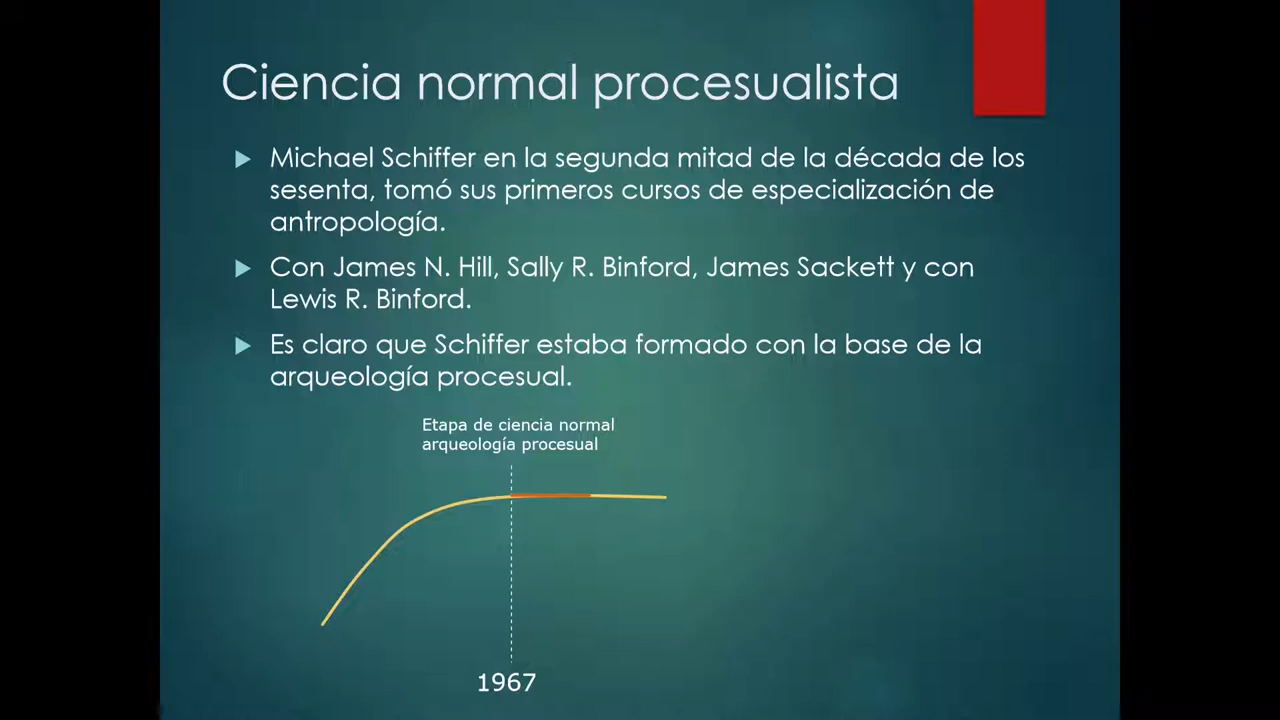 Ciencia normal procesualista
Michael Schiffer en la segunda mitad de la década de los
sesenta, tomó sus primeros cursos de especialización de
antropología.
Con James N. Hill, Sally R. Binford, James Sackett y con
Lewis R. Binford.
Es claro que Schiffer estaba formado con la base de la
arqueología procesual.
Etapa de ciencia normal
arqueología procesual
1967